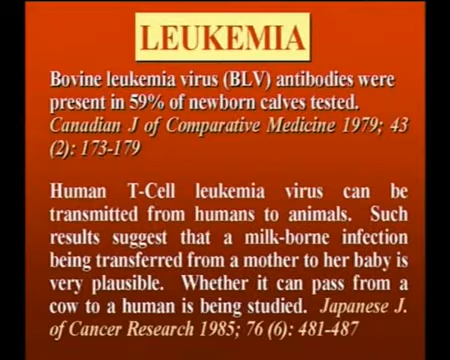 LEUKEMIA
Bovine leukemia virus (BLV) antibodies were
present in 59% of newborn calves tested.
Canadian J of Comparative Medicine 1979; 43
(2): 173-179
Human T-Cell leukemia virus can be
transmitted from humans to animals. Such
results suggest that a milk-borne infection
being transferred from a mother to her baby is
very plausible. Whether it can pass from a
cow to a human is being studied. Japanese J.
of Cancer Research 1985; 76 (6): 481-487